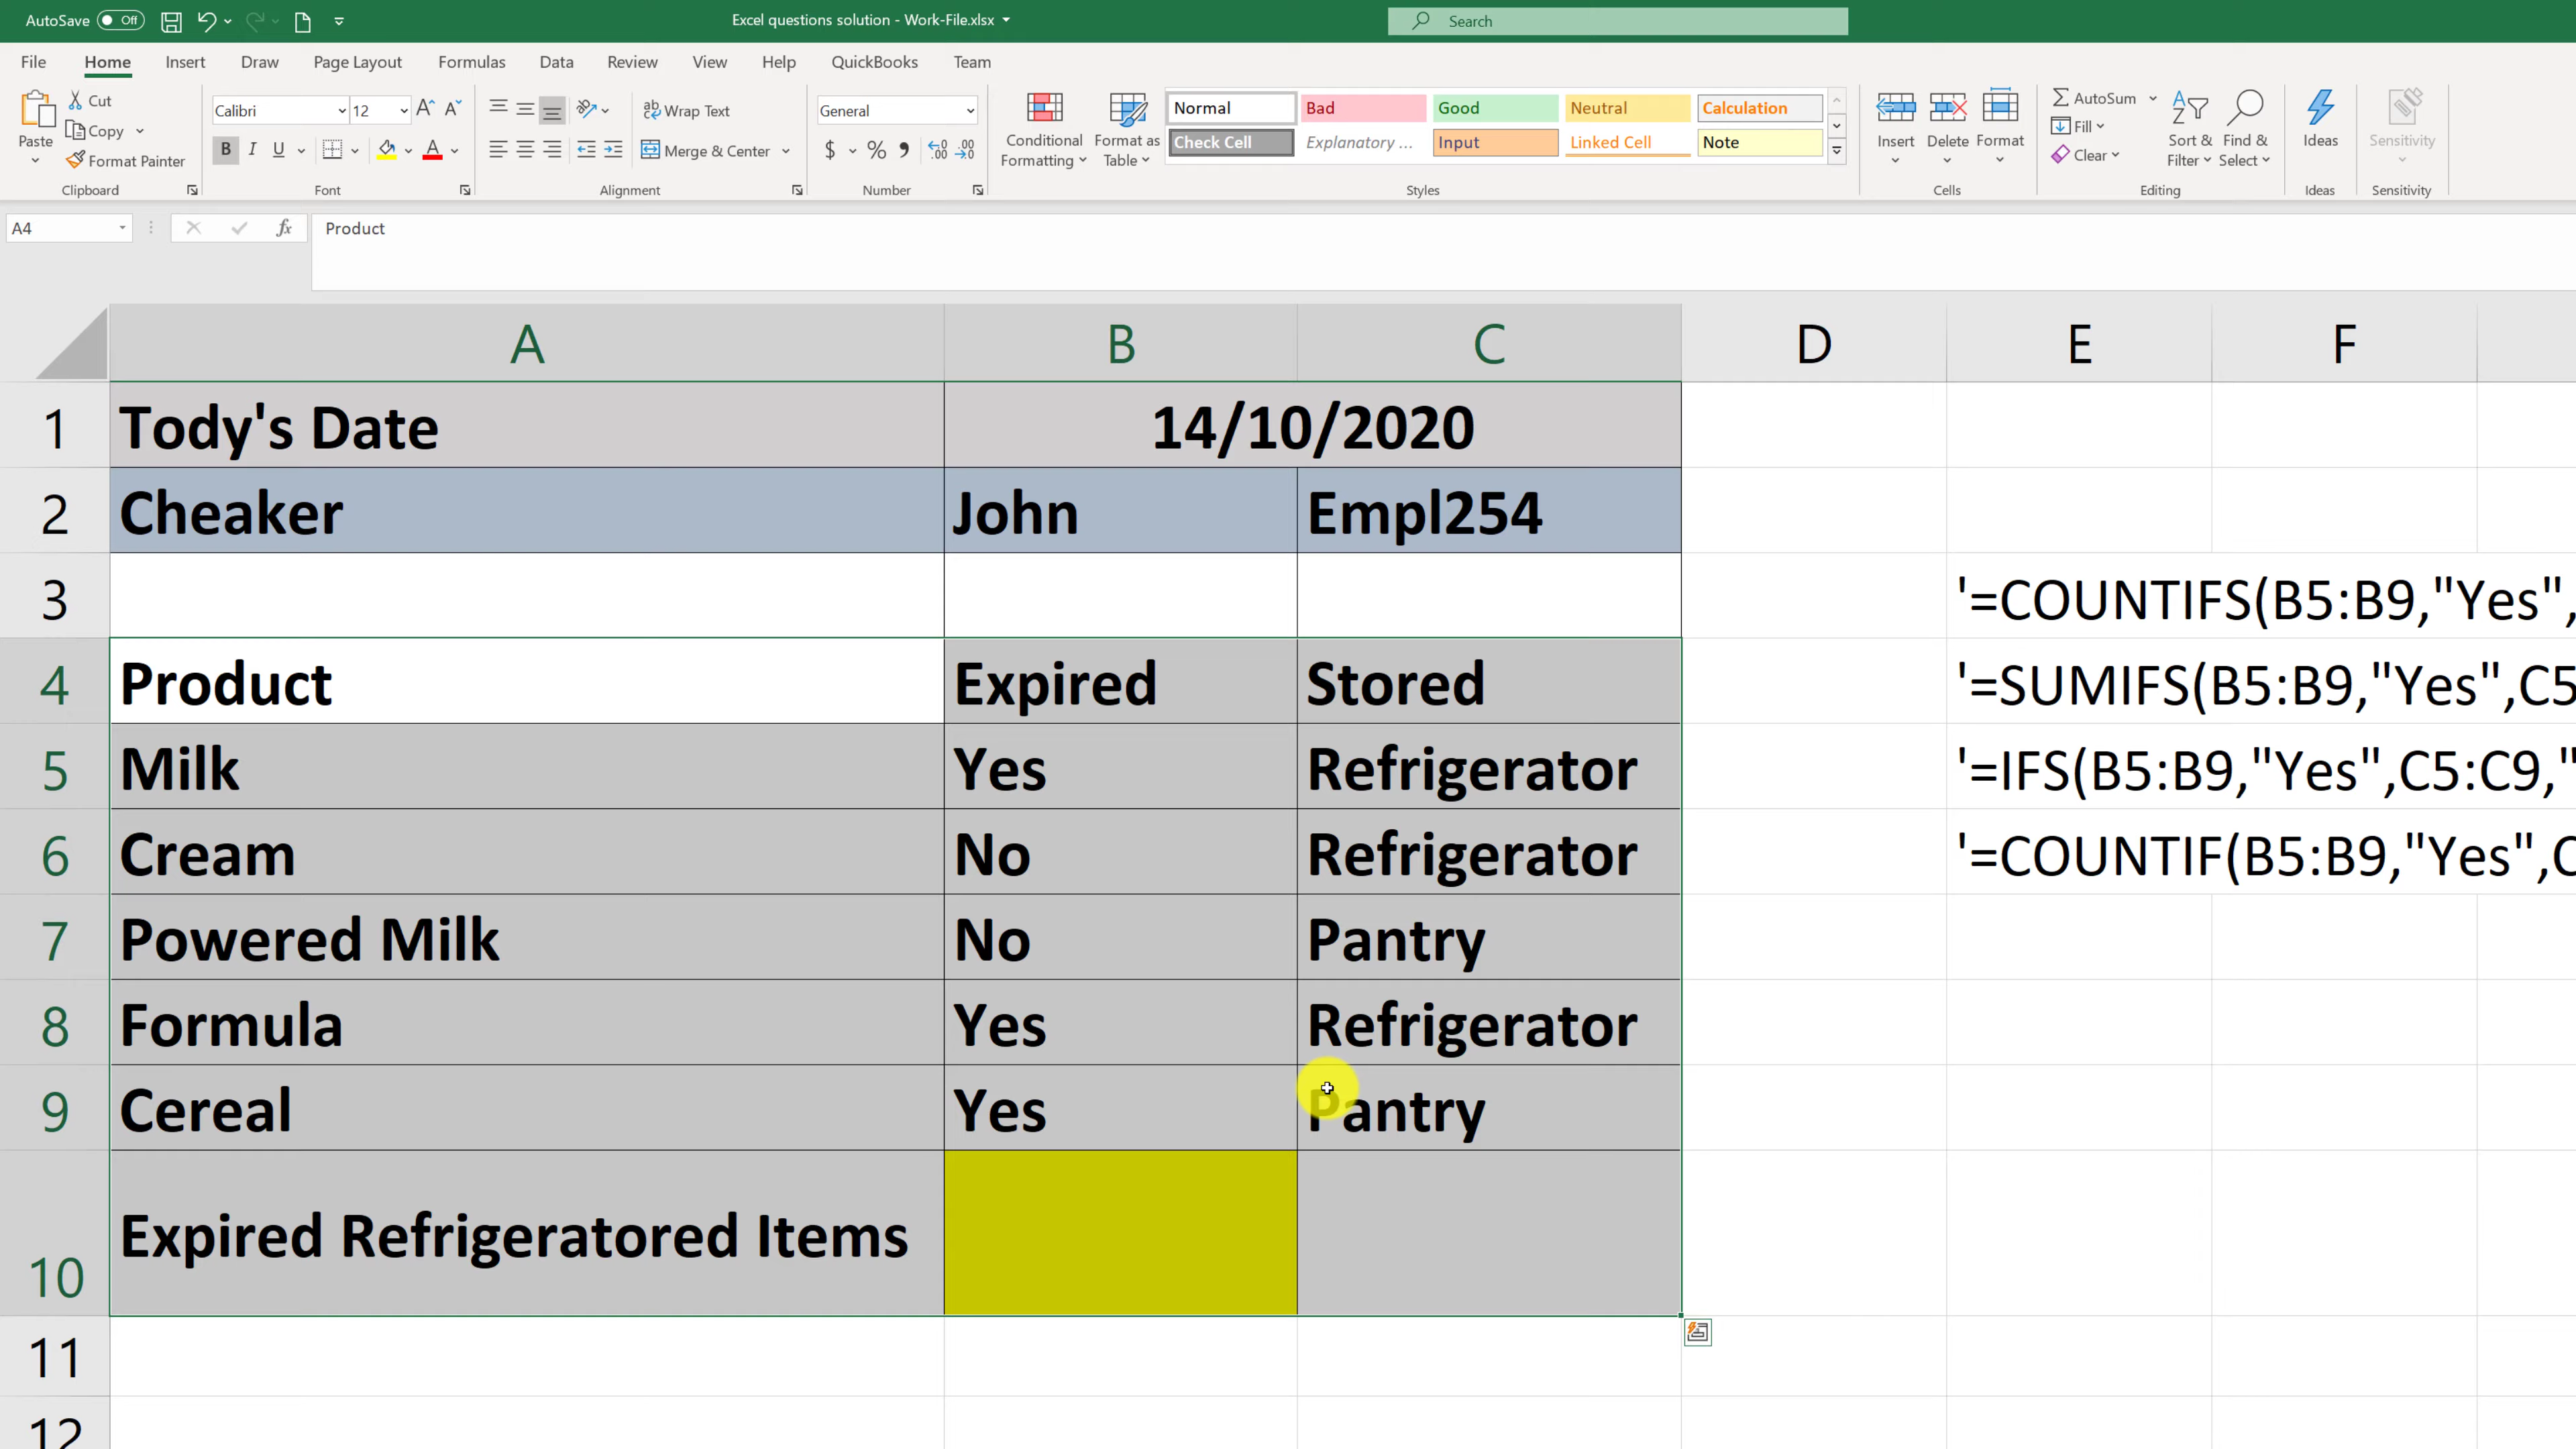 AutoSave Off Excel questions solution - Work-File.xlsx Search
File Home Insert Draw Page Layout Formulas Data Review View Help QuickBooks Team
Paste
Cut
Copy
Format Painter
Clipboard
Calibri 12
B I U
Font
ab Wrap Text
Merge & Center
Alignment
General
$ % ,
Number
Conditional Formatting
Format as Table
Normal Bad Good Neutral Calculation
Check Cell Explanatory ... Input Linked Cell Note
Styles
Insert Delete Format
Cells
AutoSum
Fill
Clear
Sort & Filter
Find & Select
Editing
Ideas
Ideas
Sensitivity
Sensitivity
A4 fx Product
A B C D E F
1 Tody's Date 14/10/2020
2 Cheaker John Empl254
3 '=COUNTIFS(B5:B9,"Yes",
4 Product Expired Stored '=SUMIFS(B5:B9,"Yes",C5
5 Milk Yes Refrigerator '=IFS(B5:B9,"Yes",C5:C9,"
6 Cream No Refrigerator '=COUNTIF(B5:B9,"Yes",C
7 Powered Milk No Pantry
8 Formula Yes Refrigerator
9 Cereal Yes Pantry
10 Expired Refrigeratored Items
11
12